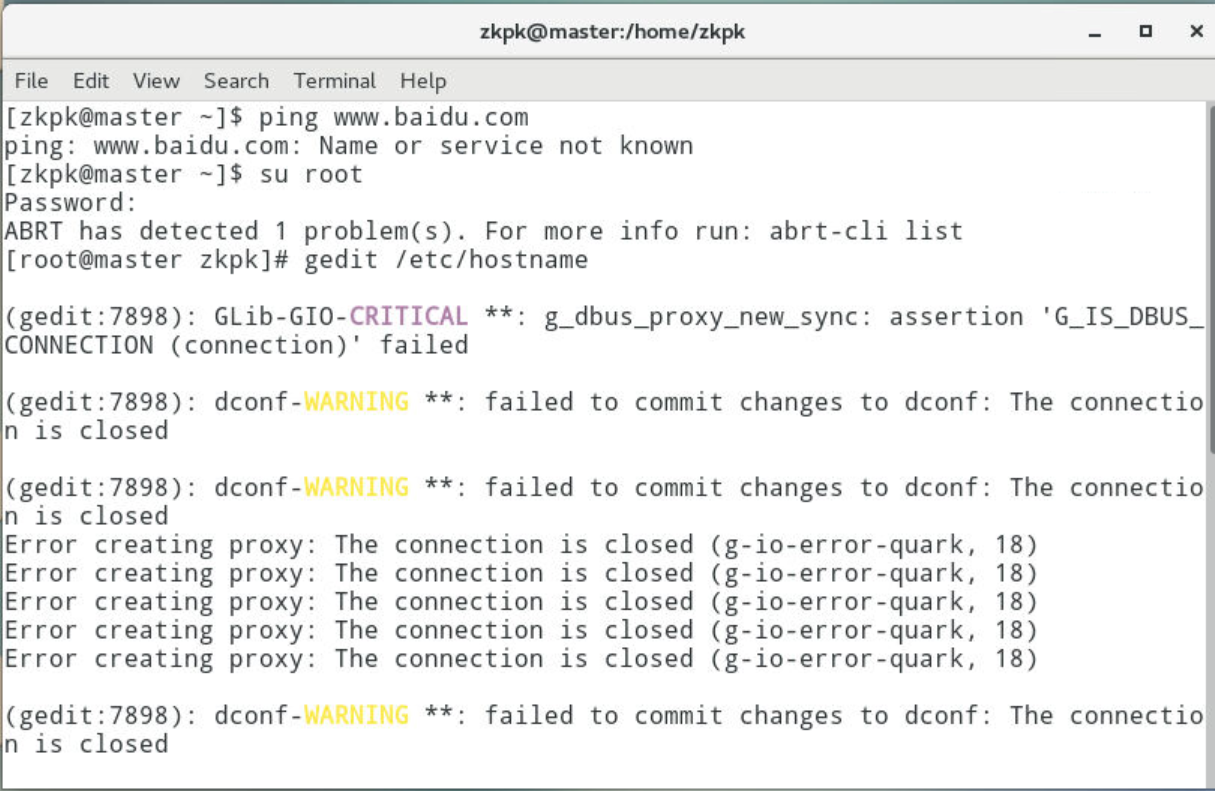 zkpk@master:/home/zkpk
File Edit View Search Terminal Help
[zkpk@master ~]$ ping www.baidu.com
ping: www.baidu.com: Name or service not known
[zkpk@master ~]$ su root
Password:
ABRT has detected 1 problem(s). For more info run: abrt-cli list
[root@master zkpk]# gedit /etc/hostname
(gedit:7898): GLib-GIO-CRITICAL **: g_dbus_proxy_new_sync: assertion 'G_IS_DBUS_
CONNECTION (connection)' failed
(gedit:7898): dconf-WARNING **: failed to commit changes to dconf: The connectio
n is closed
(gedit:7898): dconf-WARNING **: failed to commit changes to dconf: The connectio
n is closed
Error creating proxy: The connection is closed (g-io-error-quark, 18)
Error creating proxy: The connection is closed (g-io-error-quark, 18)
Error creating proxy: The connection is closed (g-io-error-quark, 18)
Error creating proxy: The connection is closed (g-io-error-quark, 18)
Error creating proxy: The connection is closed (g-io-error-quark, 18)
(gedit:7898): dconf-WARNING **: failed to commit changes to dconf: The connectio
n is closed